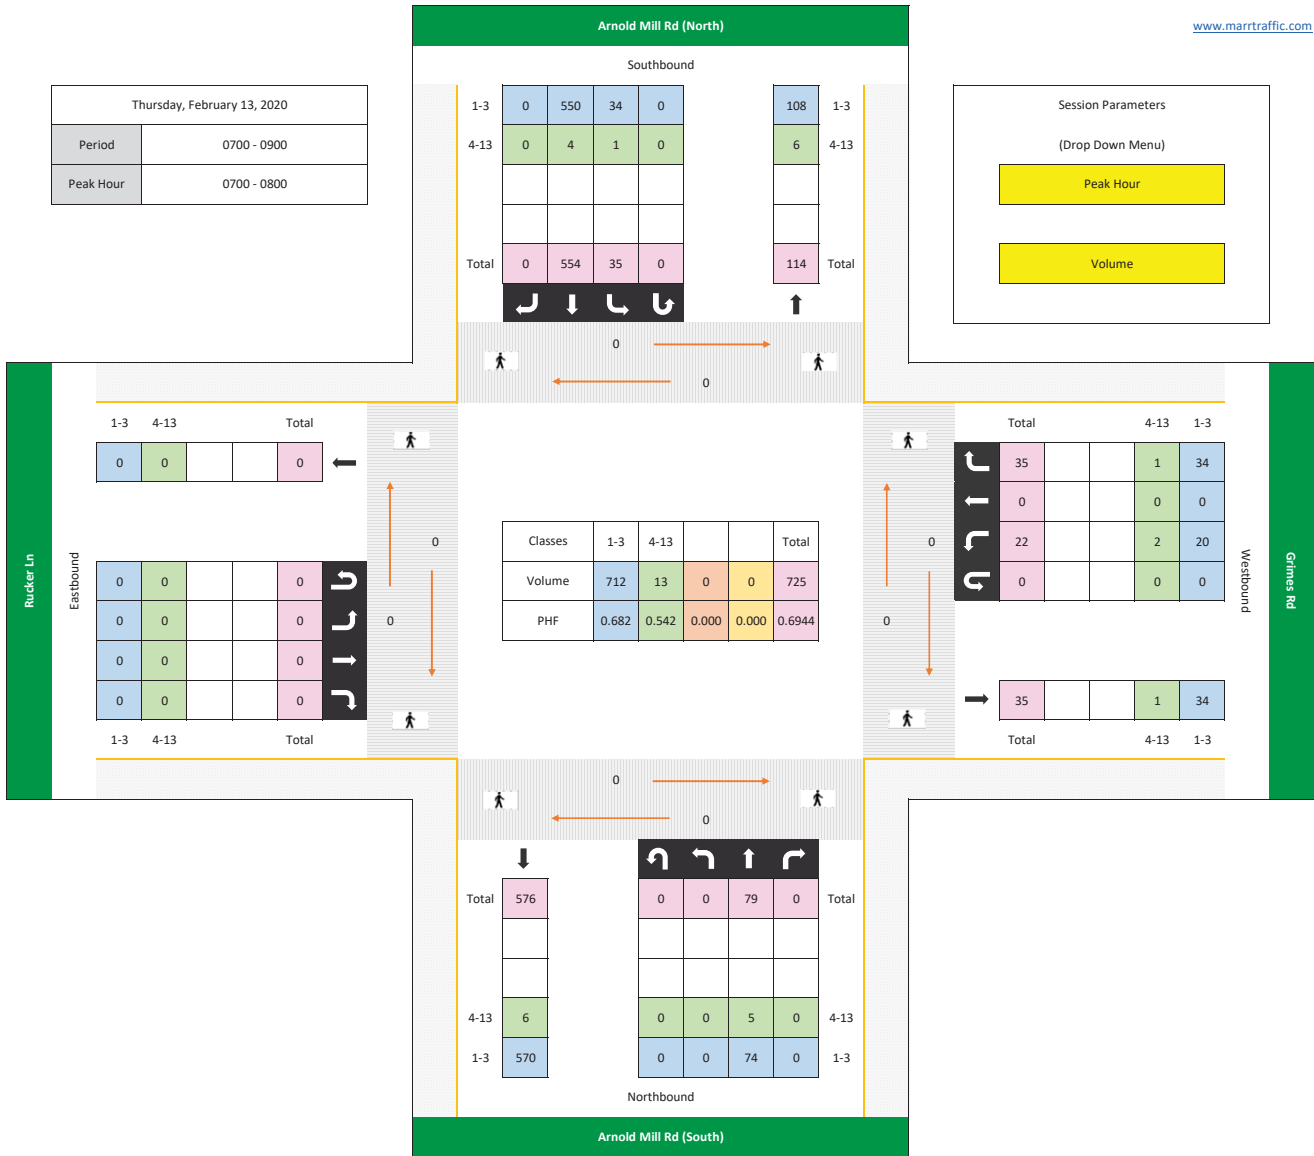 Arnold Mill Rd (North)
www.marrtraffic.com
Southbound
Thursday, February 13, 2020
Period 0700 - 0900
Peak Hour 0700 - 0800
1-3 0 550 34 0 108 1-3
4-13 0 4 1 0 6 4-13
Total 0 554 35 0 114 Total
Session Parameters
(Drop Down Menu)
Peak Hour
Volume
0
0
1-3 4-13 Total
0 0 0
Rucker Ln
Eastbound
0 0 0
0 0 0
0 0 0
0 0 0
1-3 4-13 Total
0
0
Classes 1-3 4-13 Total
Volume 712 13 0 0 725
PHF 0.682 0.542 0.000 0.000 0.6944
0
0
Total 4-13 1-3
35 1 34
0 0 0
22 2 20
0 0 0
Westbound
Grimes Rd
35 1 34
Total 4-13 1-3
0
0
Total 576 0 0 79 0 Total
4-13 6 0 0 5 0 4-13
1-3 570 0 0 74 0 1-3
Northbound
Arnold Mill Rd (South)